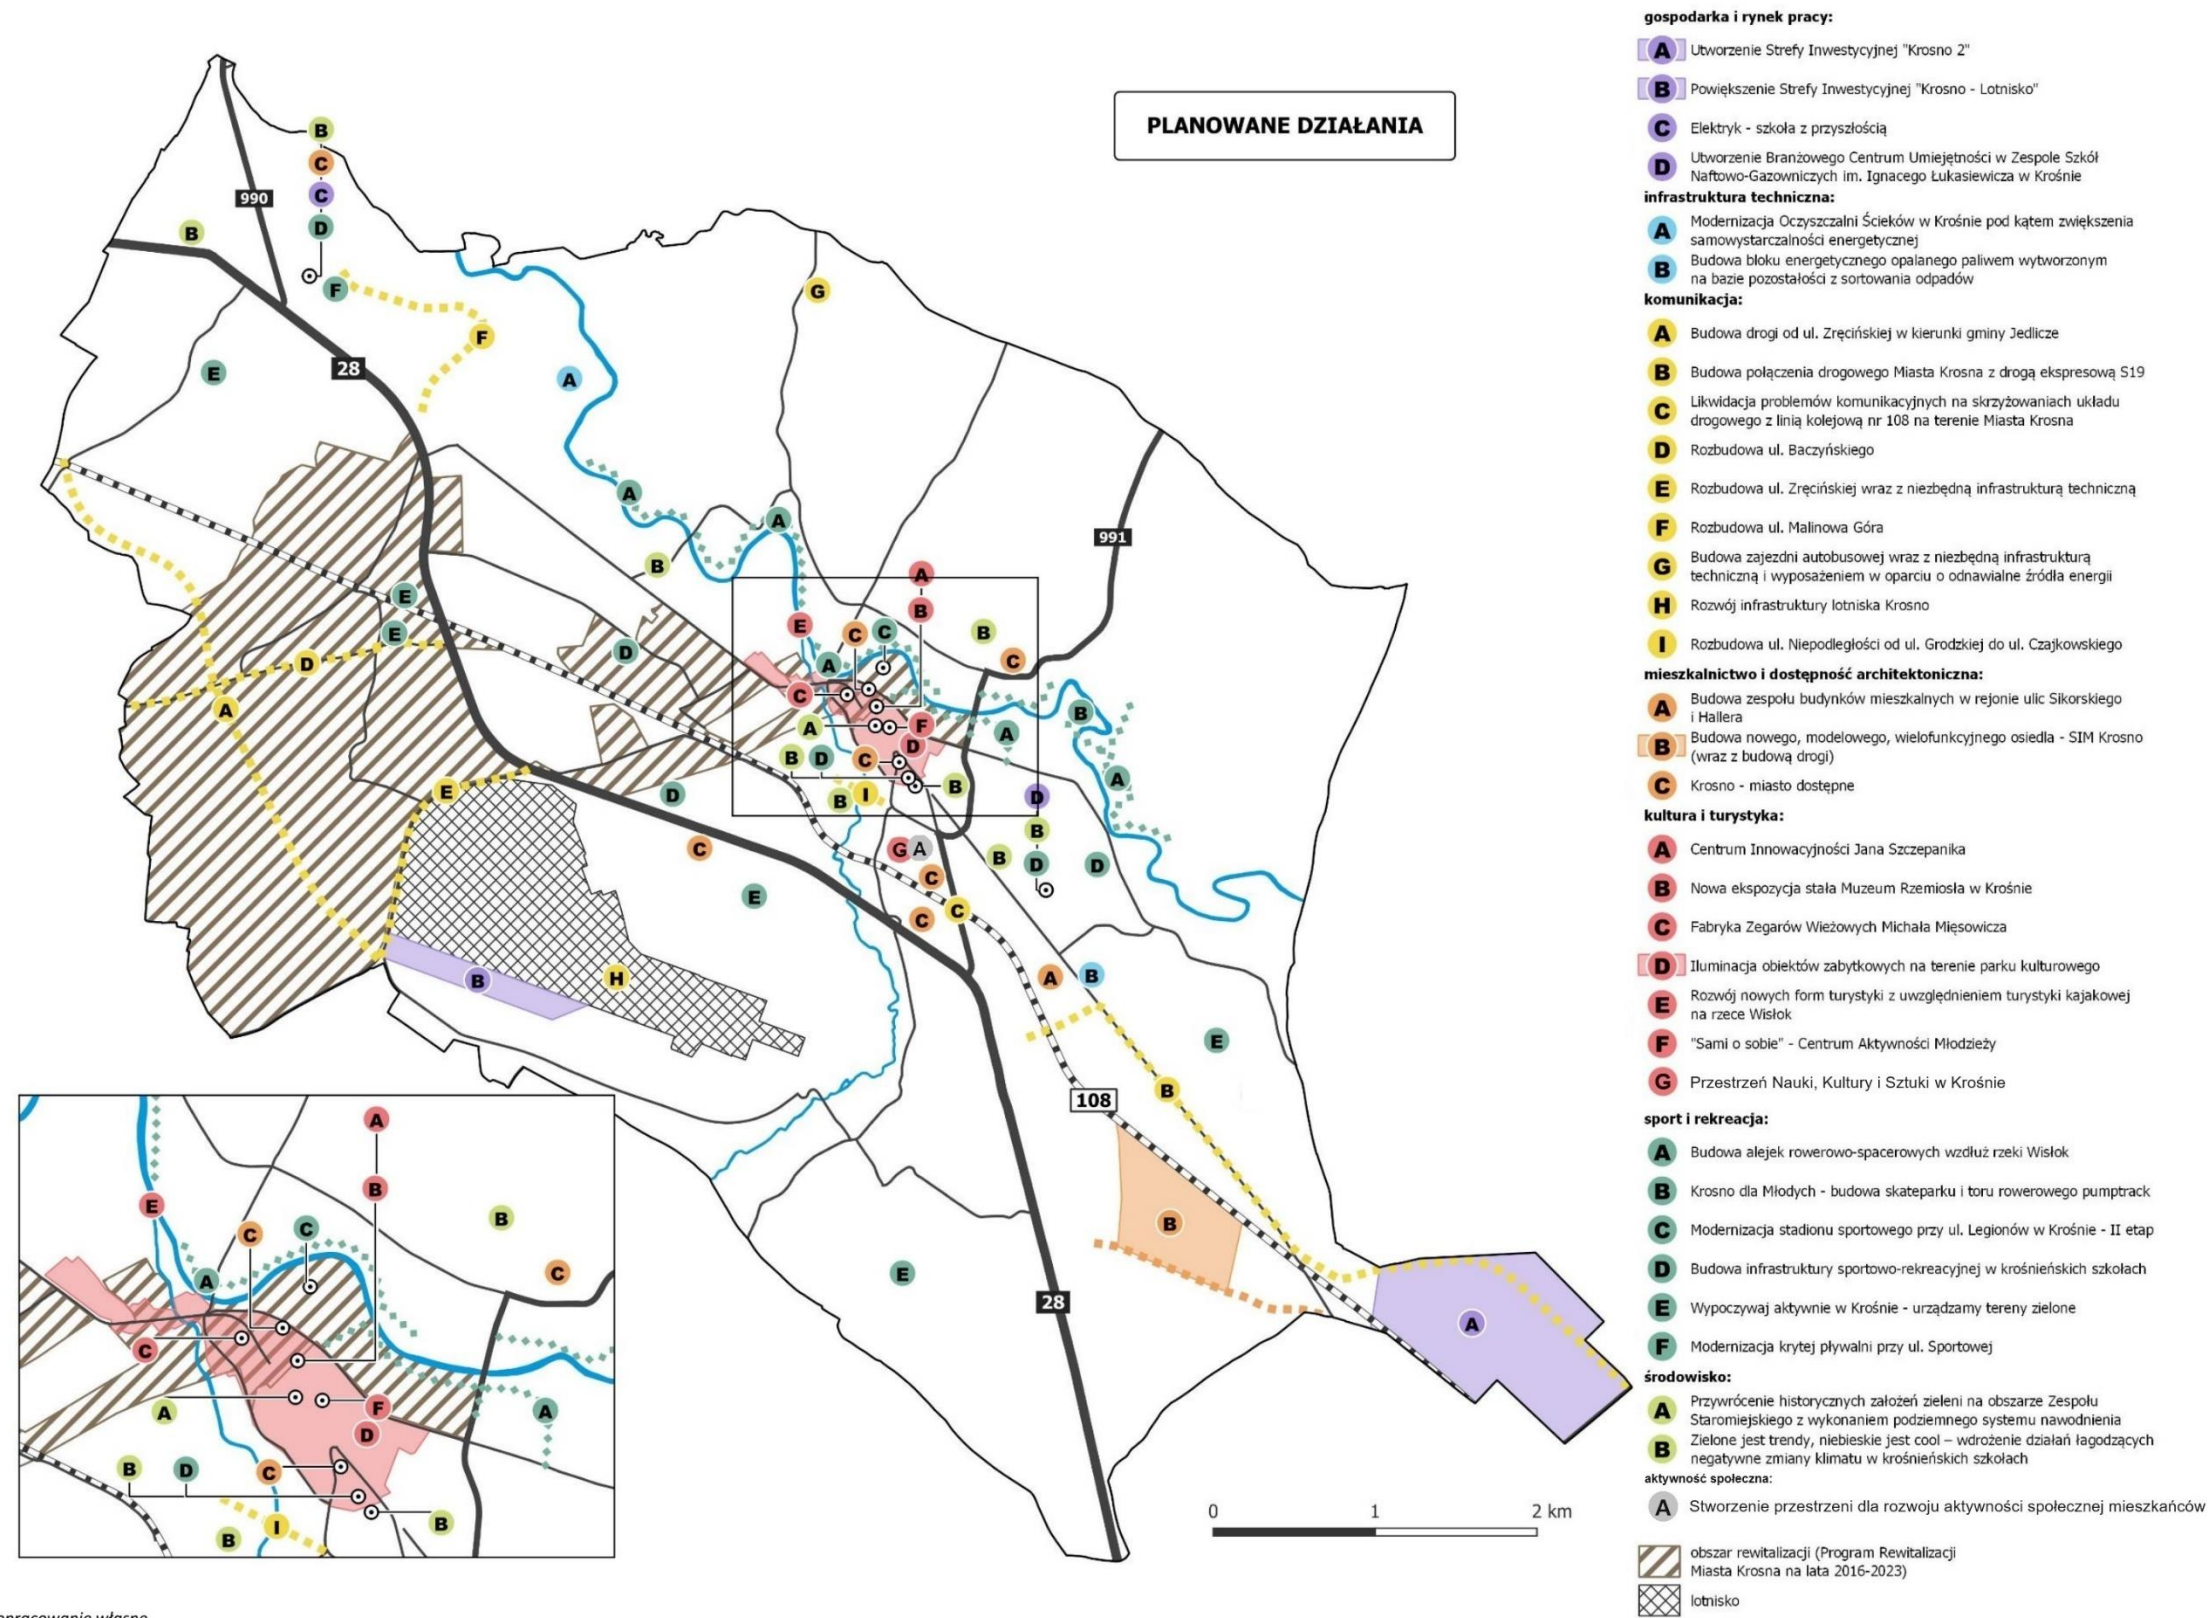 PLANOWANE DZIAŁANIA
B
C
C
D
990
B
F
G
F
28
E
A
A
A
991
B
A
B
E
E
E
C
C
B
C
D
A
D
C
A
A
F
D
B
A
B
D
C
B
E
D
B
I
D
A
C
G
A
B
B
D
D
C
E
C
C
B
H
A
B
E
B
108
B
E
A
28
A
B
E
B
C
C
C
A
C
A
F
D
A
B
D
C
B
I
B
0 1 2 km
gospodarka i rynek pracy:
A Utworzenie Strefy Inwestycyjnej "Krosno 2"
B Powiększenie Strefy Inwestycyjnej "Krosno - Lotnisko"
C Elektryk - szkoła z przyszłością
D Utworzenie Branżowego Centrum Umiejętności w Zespole Szkół
Naftowo-Gazowniczych im. Ignacego Łukasiewicza w Krośnie
infrastruktura techniczna:
A Modernizacja Oczyszczalni Ścieków w Krośnie pod kątem zwiększenia
samowystarczalności energetycznej
B Budowa bloku energetycznego opalanego paliwem wytworzonym
na bazie pozostałości z sortowania odpadów
komunikacja:
A Budowa drogi od ul. Zręcińskiej w kierunki gminy Jedlicze
B Budowa połączenia drogowego Miasta Krosna z drogą ekspresową S19
C Likwidacja problemów komunikacyjnych na skrzyżowaniach układu
drogowego z linią kolejową nr 108 na terenie Miasta Krosna
D Rozbudowa ul. Baczyńskiego
E Rozbudowa ul. Zręcińskiej wraz z niezbędną infrastrukturą techniczną
F Rozbudowa ul. Malinowa Góra
G Budowa zajezdni autobusowej wraz z niezbędną infrastrukturą
techniczną i wyposażeniem w oparciu o odnawialne źródła energii
H Rozwój infrastruktury lotniska Krosno
I Rozbudowa ul. Niepodległości od ul. Grodzkiej do ul. Czajkowskiego
mieszkalnictwo i dostępność architektoniczna:
A Budowa zespołu budynków mieszkalnych w rejonie ulic Sikorskiego
i Hallera
B Budowa nowego, modelowego, wielofunkcyjnego osiedla - SIM Krosno
(wraz z budową drogi)
C Krosno - miasto dostępne
kultura i turystyka:
A Centrum Innowacyjności Jana Szczepanika
B Nowa ekspozycja stała Muzeum Rzemiosła w Krośnie
C Fabryka Zegarów Wieżowych Michała Mięsowicza
D Iluminacja obiektów zabytkowych na terenie parku kulturowego
E Rozwój nowych form turystyki z uwzględnieniem turystyki kajakowej
na rzece Wisłok
F "Sami o sobie" - Centrum Aktywności Młodzieży
G Przestrzeń Nauki, Kultury i Sztuki w Krośnie
sport i rekreacja:
A Budowa alejek rowerowo-spacerowych wzdłuż rzeki Wisłok
B Krosno dla Młodych - budowa skateparku i toru rowerowego pumptrack
C Modernizacja stadionu sportowego przy ul. Legionów w Krośnie - II etap
D Budowa infrastruktury sportowo-rekreacyjnej w krośnieńskich szkołach
E Wypoczywaj aktywnie w Krośnie - urządzamy tereny zielone
F Modernizacja krytej pływalni przy ul. Sportowej
środowisko:
A Przywrócenie historycznych założeń zieleni na obszarze Zespołu
Staromiejskiego z wykonaniem podziemnego systemu nawodnienia
B Zielone jest trendy, niebieskie jest cool – wdrożenie działań łagodzących
negatywne zmiany klimatu w krośnieńskich szkołach
aktywność społeczna:
A Stworzenie przestrzeni dla rozwoju aktywności społecznej mieszkańców
obszar rewitalizacji (Program Rewitalizacji
Miasta Krosna na lata 2016-2023)
lotnisko
opracowanie własne